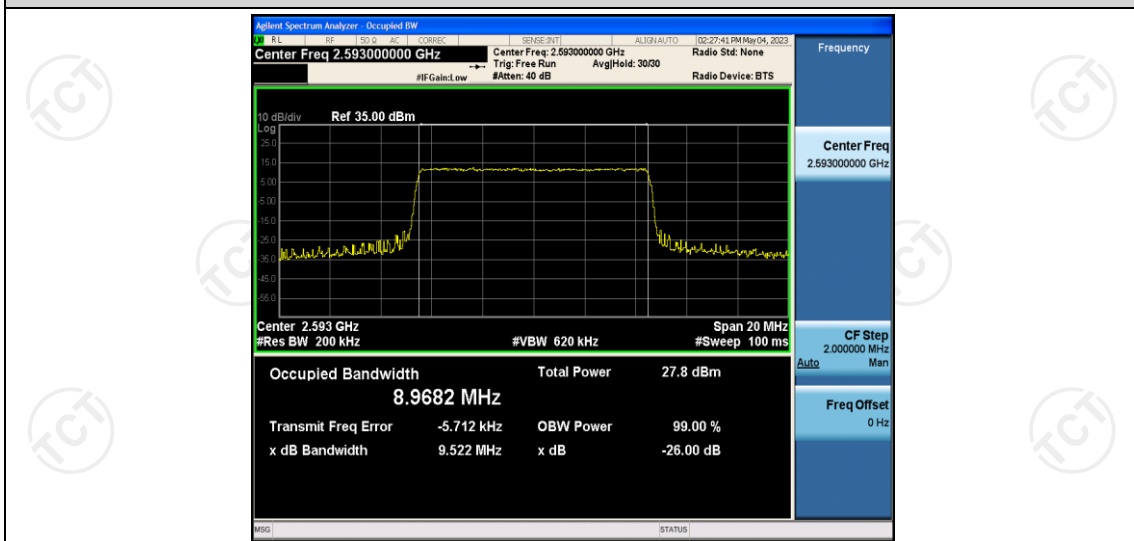 Agilent Spectrum Analyzer - Occupied BW
RL RF 50 Ω AC CORREC SENSE:INT ALIGNAUTO 02:27:41 PM May 04, 2023
Center Freq 2.593000000 GHz
Center Freq: 2.593000000 GHz Radio Std: None
Trig: Free Run Avg|Hold: 30/30
#IFGain:Low #Atten: 40 dB Radio Device: BTS
Frequency
10 dB/div Ref 35.00 dBm
Log
25.0
15.0
5.00
-5.00
-15.0
-25.0
-35.0
-45.0
-55.0
Center 2.593 GHz Span 20 MHz
#Res BW 200 kHz #VBW 620 kHz #Sweep 100 ms
Occupied Bandwidth Total Power 27.8 dBm
8.9682 MHz
Transmit Freq Error -5.712 kHz OBW Power 99.00 %
x dB Bandwidth 9.522 MHz x dB -26.00 dB
Center Freq
2.593000000 GHz
CF Step
2.000000 MHz
Auto Man
Freq Offset
0 Hz
MSG STATUS
TCT
TCT
TCT
TCT
TCT
TCT